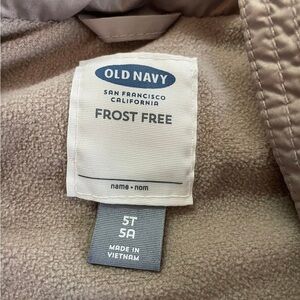 OLD NAVY
SAN FRANCISCO
CALIFORNIA
FROST FREE
name • nom
5T
5A
MADE IN
VIETNAM